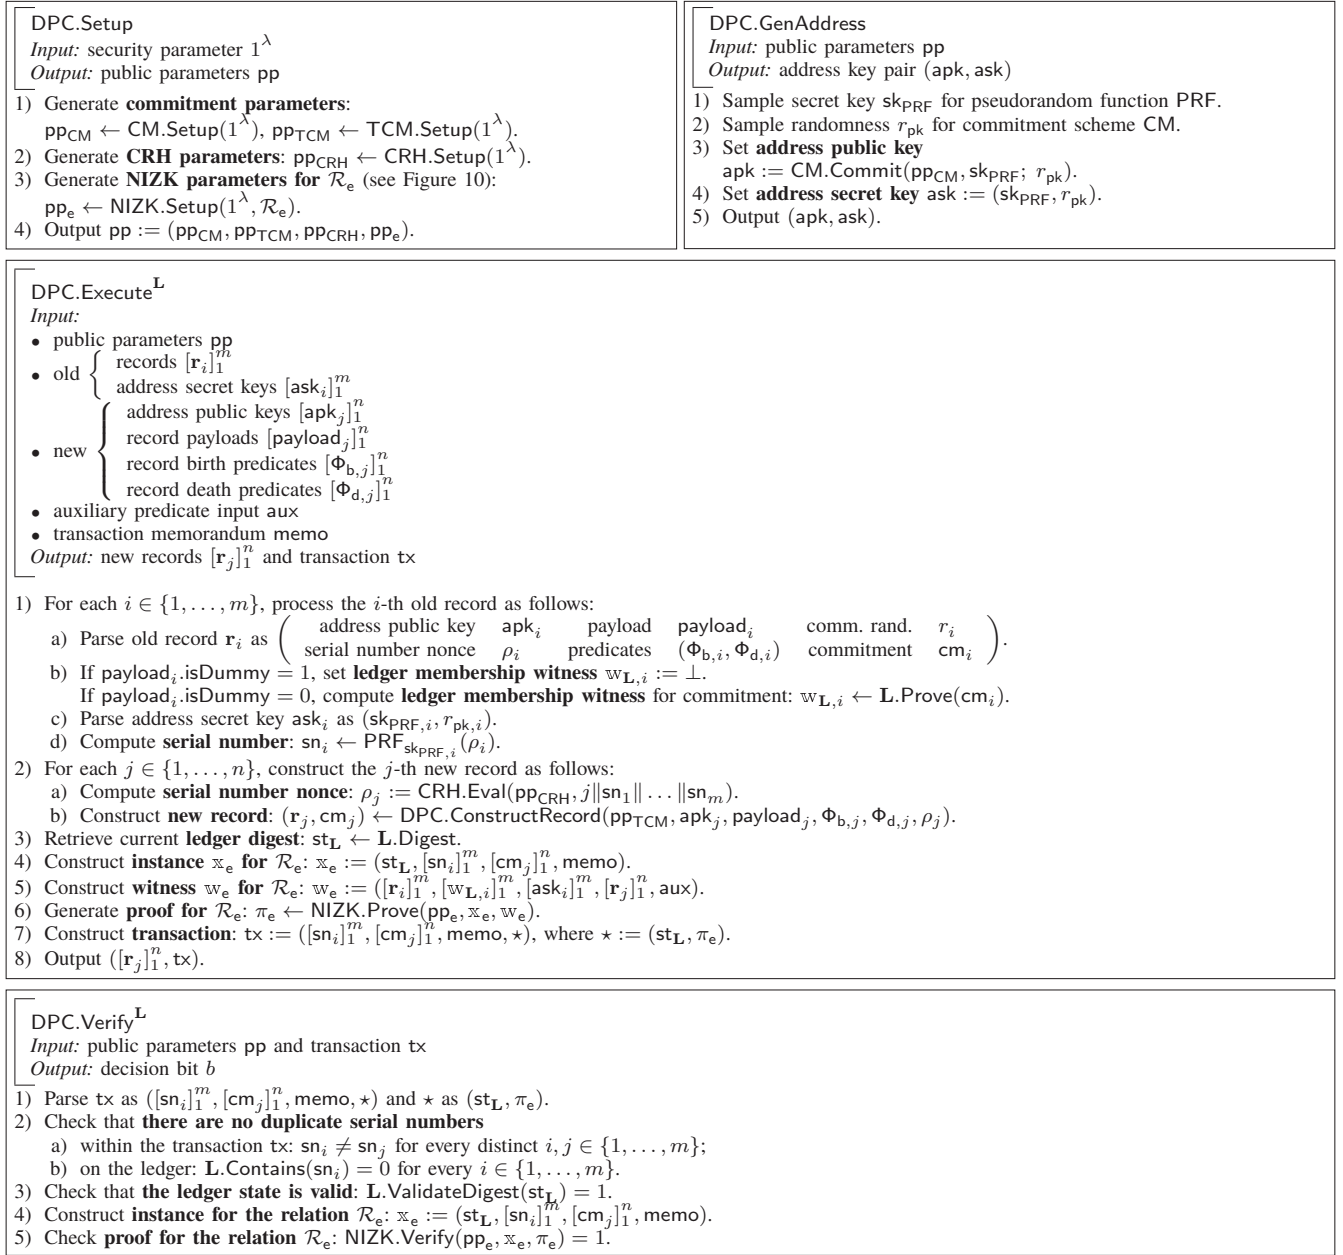 DPC.Setup
Input: security parameter 1^λ
Output: public parameters pp
1) Generate commitment parameters:
pp_CM ← CM.Setup(1^λ), pp_TCM ← TCM.Setup(1^λ).
2) Generate CRH parameters: pp_CRH ← CRH.Setup(1^λ).
3) Generate NIZK parameters for ℛ_e (see Figure 10):
pp_e ← NIZK.Setup(1^λ, ℛ_e).
4) Output pp := (pp_CM, pp_TCM, pp_CRH, pp_e).
DPC.GenAddress
Input: public parameters pp
Output: address key pair (apk, ask)
1) Sample secret key sk_PRF for pseudorandom function PRF.
2) Sample randomness r_pk for commitment scheme CM.
3) Set address public key
apk := CM.Commit(pp_CM, sk_PRF; r_pk).
4) Set address secret key ask := (sk_PRF, r_pk).
5) Output (apk, ask).
DPC.Execute^L
Input:
• public parameters pp
• old { records [r_i]_1^m
address secret keys [ask_i]_1^m
• new { address public keys [apk_j]_1^n
record payloads [payload_j]_1^n
record birth predicates [Φ_b,j]_1^n
record death predicates [Φ_d,j]_1^n
• auxiliary predicate input aux
• transaction memorandum memo
Output: new records [r_j]_1^n and transaction tx
1) For each i ∈ {1, . . . , m}, process the i-th old record as follows:
a) Parse old record r_i as ( address public key apk_i payload payload_i comm. rand. r_i
serial number nonce ρ_i predicates (Φ_b,i, Φ_d,i) commitment cm_i ).
b) If payload_i.isDummy = 1, set ledger membership witness 𝕨_L,i := ⊥.
If payload_i.isDummy = 0, compute ledger membership witness for commitment: 𝕨_L,i ← L.Prove(cm_i).
c) Parse address secret key ask_i as (sk_PRF,i, r_pk,i).
d) Compute serial number: sn_i ← PRF_sk_PRF,i(ρ_i).
2) For each j ∈ {1, . . . , n}, construct the j-th new record as follows:
a) Compute serial number nonce: ρ_j := CRH.Eval(pp_CRH, j‖sn_1‖ . . . ‖sn_m).
b) Construct new record: (r_j, cm_j) ← DPC.ConstructRecord(pp_TCM, apk_j, payload_j, Φ_b,j, Φ_d,j, ρ_j).
3) Retrieve current ledger digest: st_L ← L.Digest.
4) Construct instance 𝕩_e for ℛ_e: 𝕩_e := (st_L, [sn_i]_1^m, [cm_j]_1^n, memo).
5) Construct witness 𝕨_e for ℛ_e: 𝕨_e := ([r_i]_1^m, [𝕨_L,i]_1^m, [ask_i]_1^m, [r_j]_1^n, aux).
6) Generate proof for ℛ_e: π_e ← NIZK.Prove(pp_e, 𝕩_e, 𝕨_e).
7) Construct transaction: tx := ([sn_i]_1^m, [cm_j]_1^n, memo, ⋆), where ⋆ := (st_L, π_e).
8) Output ([r_j]_1^n, tx).
DPC.Verify^L
Input: public parameters pp and transaction tx
Output: decision bit b
1) Parse tx as ([sn_i]_1^m, [cm_j]_1^n, memo, ⋆) and ⋆ as (st_L, π_e).
2) Check that there are no duplicate serial numbers
a) within the transaction tx: sn_i ≠ sn_j for every distinct i, j ∈ {1, . . . , m};
b) on the ledger: L.Contains(sn_i) = 0 for every i ∈ {1, . . . , m}.
3) Check that the ledger state is valid: L.ValidateDigest(st_L) = 1.
4) Construct instance for the relation ℛ_e: 𝕩_e := (st_L, [sn_i]_1^m, [cm_j]_1^n, memo).
5) Check proof for the relation ℛ_e: NIZK.Verify(pp_e, 𝕩_e, π_e) = 1.